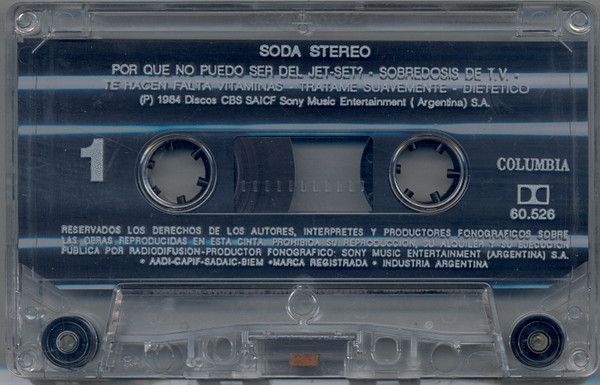 SODA STEREO
POR QUE NO PUEDO SER DEL JET-SET? - SOBREDOSIS DE T.V. -
TE HACEN FALTA VITAMINAS - TRATAME SUAVEMENTE - DIETETICO
(P) 1984 Discos CBS SAICF Sony Music Entertainment ( Argentina) S.A.
1
COLUMBIA
60.526
RESERVADOS LOS DERECHOS DE LOS AUTORES, INTERPRETES Y PRODUCTORES FONOGRAFICOS SOBRE
LAS OBRAS REPRODUCIDAS EN ESTA CINTA. PROHIBIDA SU REPRODUCCION, SU ALQUILER Y SU EJECUCION
PUBLICA POR RADIODIFUSION-PRODUCTOR FONOGRAFICO: SONY MUSIC ENTERTAINMENT (ARGENTINA) S.A.
• AADI-CAPIF-SADAIC-BIEM •MARCA REGISTRADA • INDUSTRIA ARGENTINA